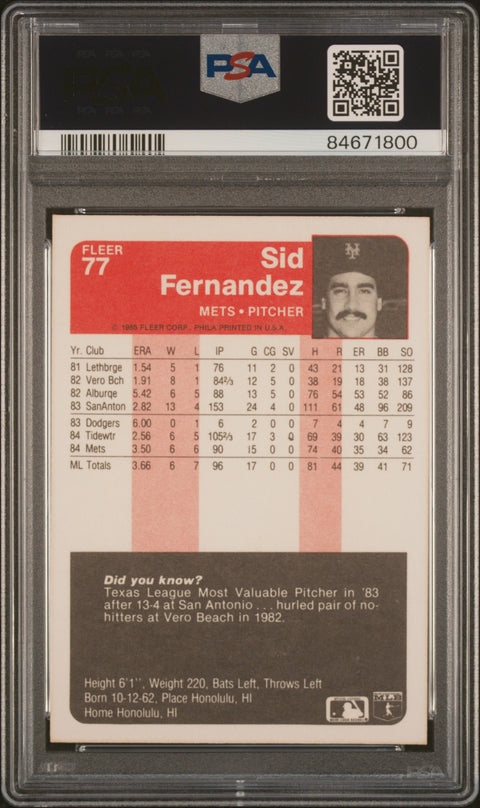 PSA
84671800
FLEER
77
Sid
Fernandez
METS • PITCHER
© 1985 FLEER CORP., PHILA PRINTED IN U.S.A.
Yr. Club ERA W L IP G CG SV H R ER BB SO
81 Lethbrge 1.54 5 1 76 11 2 0 43 21 13 31 128
82 Vero Bch 1.91 8 1 84⅔ 12 5 0 38 19 18 38 137
82 Alburqe 5.42 6 5 88 13 5 0 76 54 53 52 86
83 SanAnton 2.82 13 4 153 24 4 0 111 61 48 96 209
83 Dodgers 6.00 0 1 6 2 0 0 7 4 4 7 9
84 Tidewtr 2.56 6 5 105⅔ 17 3 0 69 39 30 63 123
84 Mets 3.50 6 6 90 15 0 0 74 40 35 34 62
ML Totals 3.66 6 7 96 17 0 0 81 44 39 41 71
Did you know?
Texas League Most Valuable Pitcher in '83
after 13-4 at San Antonio . . . hurled pair of no-
hitters at Vero Beach in 1982.
Height 6'1'', Weight 220, Bats Left, Throws Left
Born 10-12-62, Place Honolulu, HI
Home Honolulu, HI